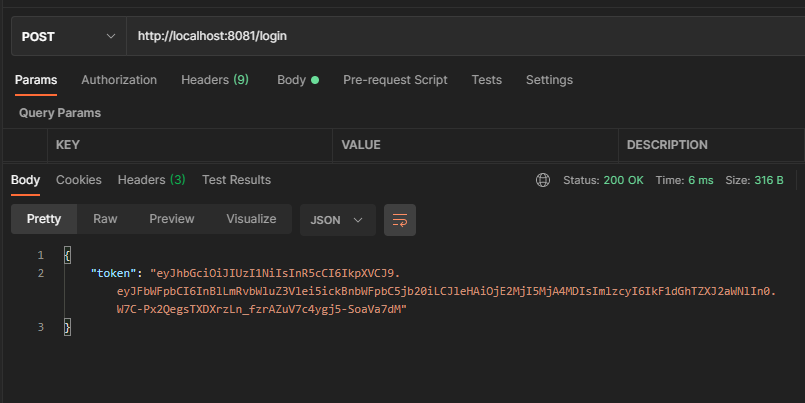 POST http://localhost:8081/login
Params Authorization Headers (9) Body Pre-request Script Tests Settings
Query Params
KEY VALUE DESCRIPTION
Body Cookies Headers (3) Test Results Status: 200 OK Time: 6 ms Size: 316 B
Pretty Raw Preview Visualize JSON
1 {
2 "token": "eyJhbGciOiJIUzI1NiIsInR5cCI6IkpXVCJ9.
eyJFbWFpbCI6InBlLmRvbWluZ3Vlei5ickBnbWFpbC5jb20iLCJleHAiOjE2MjI5MjA4MDIsImlzcyI6IkF1dGhTZXJ2aWNlIn0.
W7C-Px2QegsTXDXrzLn_fzrAZuV7c4ygj5-SoaVa7dM"
3 }